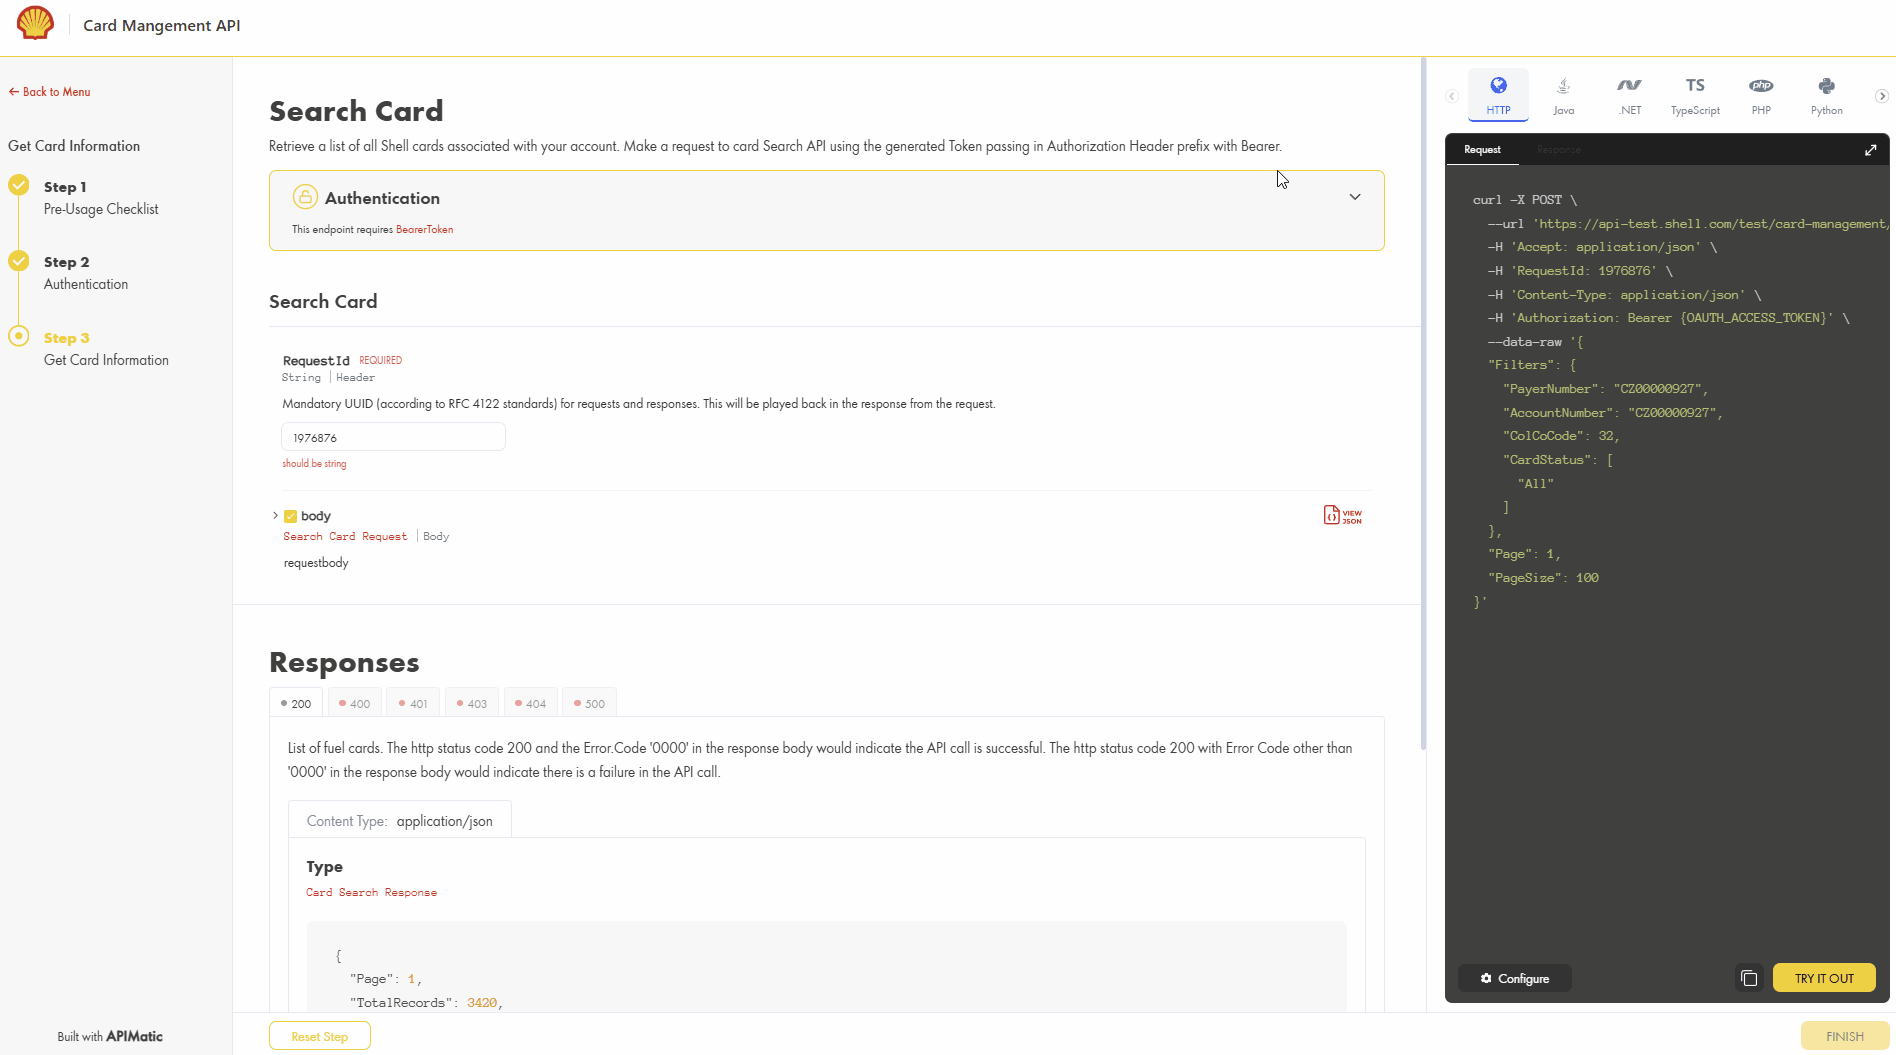 Card Mangement API
Back to Menu
Get Card Information
Step 1
Pre-Usage Checklist
Step 2
Authentication
Step 3
Get Card Information
Built with APIMatic
Search Card
Retrieve a list of all Shell cards associated with your account. Make a request to card Search API using the generated Token passing in Authorization Header prefix with Bearer.
Authentication
This endpoint requires BearerToken
Search Card
RequestId REQUIRED
String | Header
Mandatory UUID (according to RFC 4122 standards) for requests and responses. This will be played back in the response from the request.
1976876
should be string
body
VIEW
JSON
Search Card Request | Body
requestbody
Responses
200 400 401 403 404 500
List of fuel cards. The http status code 200 and the Error.Code '0000' in the response body would indicate the API call is successful. The http status code 200 with Error Code other than
'0000' in the response body would indicate there is a failure in the API call.
Content Type: application/json
Type
Card Search Response
{
"Page": 1,
"TotalRecords": 3420,
Reset Step
HTTP Java .NET TS TypeScript php PHP Python
Request Response
curl -X POST \
--url 'https://api-test.shell.com/test/card-management/
-H 'Accept: application/json' \
-H 'RequestId: 1976876' \
-H 'Content-Type: application/json' \
-H 'Authorization: Bearer {OAUTH_ACCESS_TOKEN}' \
--data-raw '{
"Filters": {
"PayerNumber": "CZ00000927",
"AccountNumber": "CZ00000927",
"ColCoCode": 32,
"CardStatus": [
"All"
]
},
"Page": 1,
"PageSize": 100
}'
Configure
TRY IT OUT
FINISH